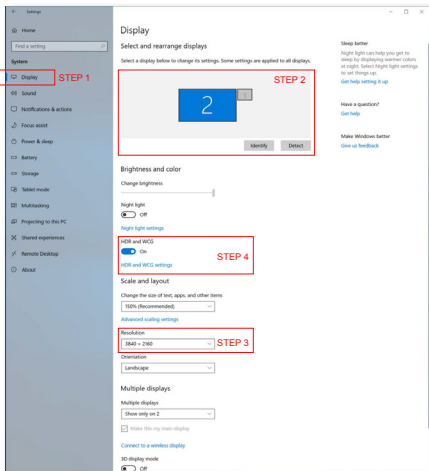 Settings
Home
Find a setting
System
Display
STEP 1
Sound
Notifications & actions
Focus assist
Power & sleep
Battery
Storage
Tablet mode
Multitasking
Projecting to this PC
Shared experiences
Remote Desktop
About
Display
Select and rearrange displays
Select a display below to change its settings. Some settings are applied to all displays.
STEP 2
2
1
Identify
Detect
Brightness and color
Change brightness
Night light
Off
Night light settings
HDR and WCG
On
STEP 4
HDR and WCG settings
Scale and layout
Change the size of text, apps, and other items
150% (Recommended)
Advanced scaling settings
Resolution
3840 × 2160
STEP 3
Orientation
Landscape
Multiple displays
Multiple displays
Show only on 2
Make this my main display
Connect to a wireless display
3D display mode
Off
Sleep better
Night light can help you get to
sleep by displaying warmer colors
at night. Select Night light settings
to set things up.
Get help setting it up
Have a question?
Get help
Make Windows better
Give us feedback